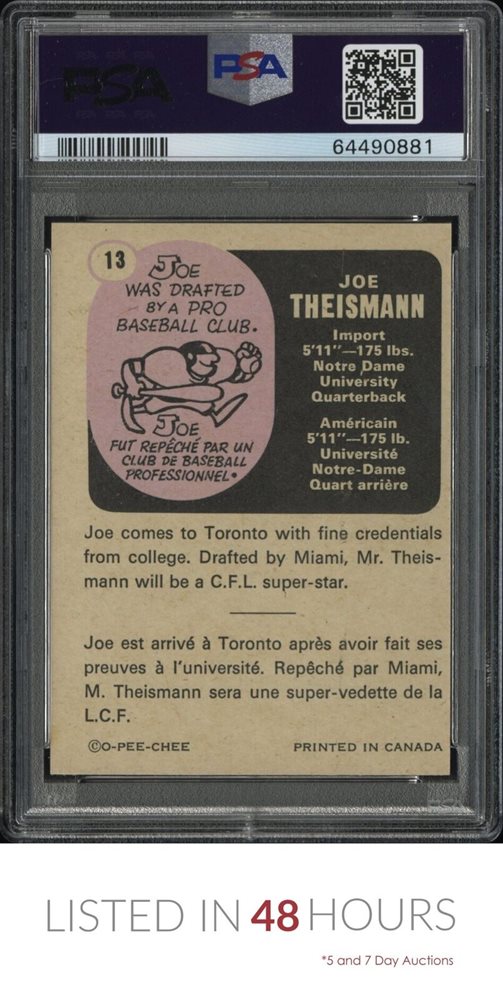 PSA
PSA
64490881
13
JOE
WAS DRAFTED
BY A PRO
BASEBALL CLUB.
JOE
FUT REPÊCHÉ PAR UN
CLUB DE BASEBALL
PROFESSIONNEL.
JOE
THEISMANN
Import
5'11"—175 lbs.
Notre Dame
University
Quarterback
Américain
5'11"—175 lb.
Université
Notre-Dame
Quart arrière
Joe comes to Toronto with fine credentials
from college. Drafted by Miami, Mr. Theis-
mann will be a C.F.L. super-star.
Joe est arrivé à Toronto après avoir fait ses
preuves à l'université. Repêché par Miami,
M. Theismann sera une super-vedette de la
L.C.F.
©O-PEE-CHEE PRINTED IN CANADA
LISTED IN 48 HOURS
*5 and 7 Day Auctions